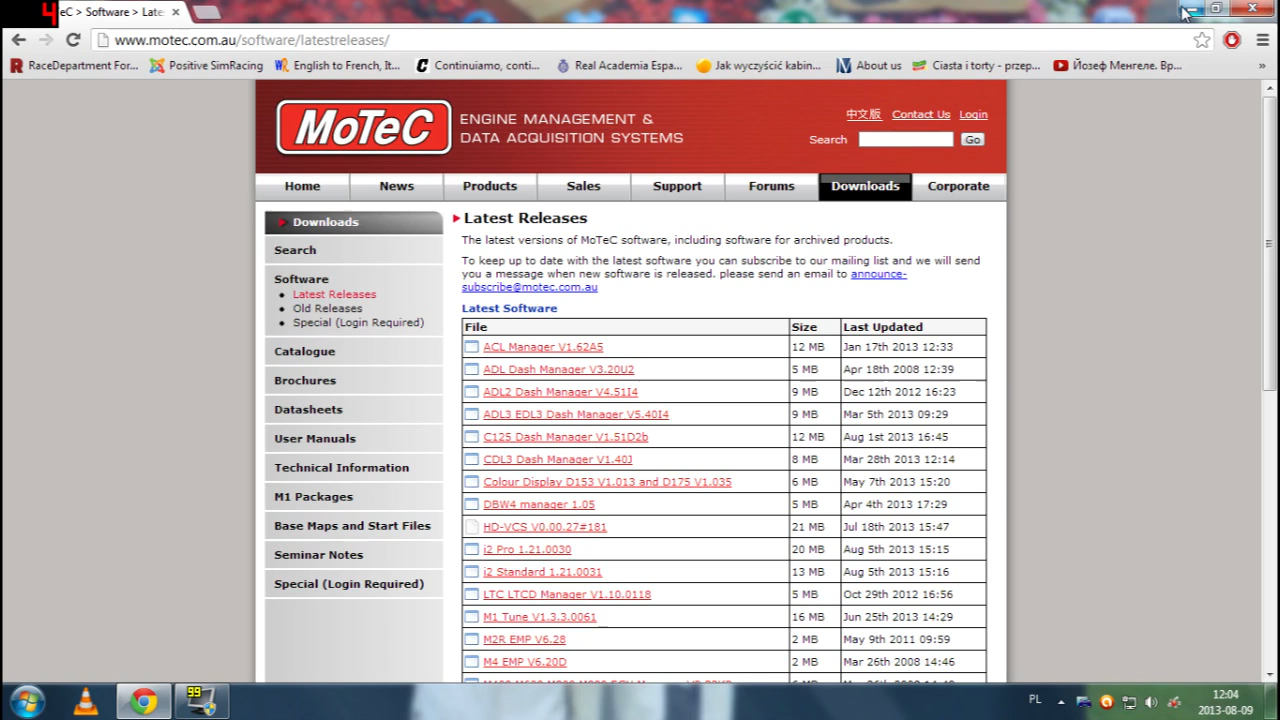 4
eC > Software > Late
www.motec.com.au/software/latestreleases/
RaceDepartment For...
Positive SimRacing
English to French, It...
Continuiamo, conti...
Real Academia Espa...
Jak wyczyścić kabin...
About us
Ciasta i torty - przep...
Йозеф Менгеле. Вр...
»
MoTeC
ENGINE MANAGEMENT &
DATA ACQUISITION SYSTEMS
中文版 Contact Us Login
Search Go
Home News Products Sales Support Forums Downloads Corporate
Downloads
Search
Software
• Latest Releases
• Old Releases
• Special (Login Required)
Catalogue
Brochures
Datasheets
User Manuals
Technical Information
M1 Packages
Base Maps and Start Files
Seminar Notes
Special (Login Required)
Latest Releases
The latest versions of MoTeC software, including software for archived products.
To keep up to date with the latest software you can subscribe to our mailing list and we will send
you a message when new software is released. please send an email to announce-
subscribe@motec.com.au
Latest Software
File Size Last Updated
ACL Manager V1.62A5 12 MB Jan 17th 2013 12:33
ADL Dash Manager V3.20U2 5 MB Apr 18th 2008 12:39
ADL2 Dash Manager V4.51I4 9 MB Dec 12th 2012 16:23
ADL3 EDL3 Dash Manager V5.40I4 9 MB Mar 5th 2013 09:29
C125 Dash Manager V1.51D2b 12 MB Aug 1st 2013 16:45
CDL3 Dash Manager V1.40J 8 MB Mar 28th 2013 12:14
Colour Display D153 V1.013 and D175 V1.035 6 MB May 7th 2013 15:20
DBW4 manager 1.05 5 MB Apr 4th 2013 17:29
HD-VCS V0.00.27#181 21 MB Jul 18th 2013 15:47
i2 Pro 1.21.0030 20 MB Aug 5th 2013 15:15
i2 Standard 1.21.0031 13 MB Aug 5th 2013 15:16
LTC LTCD Manager V1.10.0118 5 MB Oct 29th 2012 16:56
M1 Tune V1.3.3.0061 16 MB Jun 25th 2013 14:29
M2R EMP V6.28 2 MB May 9th 2011 09:59
M4 EMP V6.20D 2 MB Mar 26th 2008 14:46
99
PL
12:04
2013-08-09